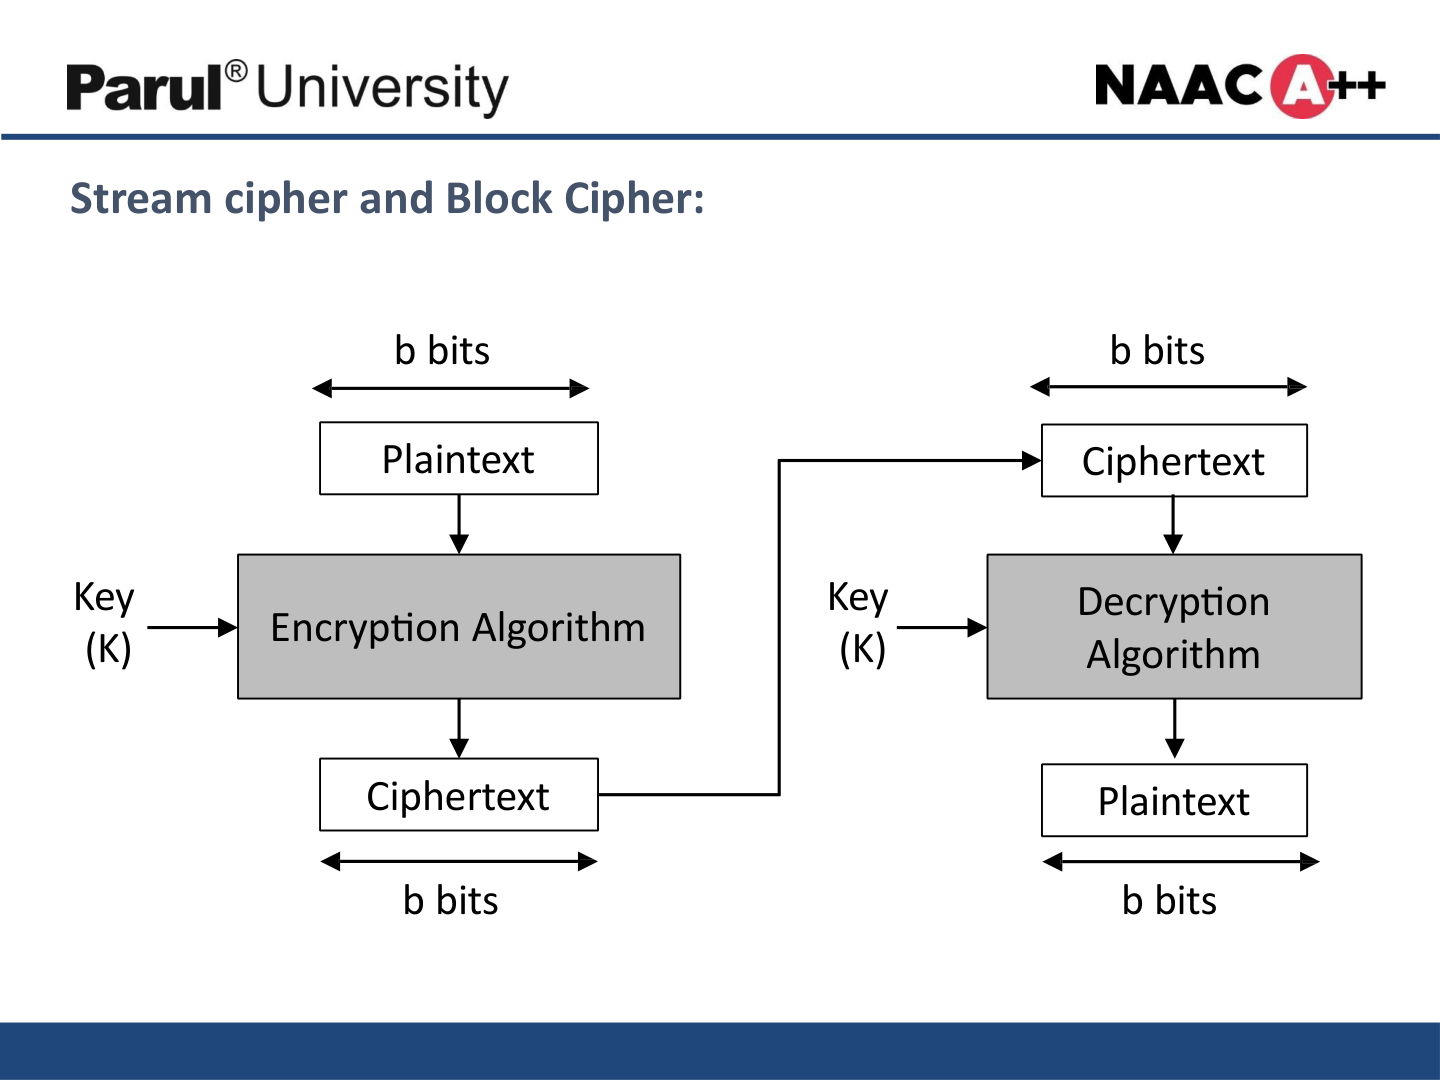 Parul® University
NAAC A++
Stream cipher and Block Cipher:
b bits
Plaintext
Key
(K)
Encryption Algorithm
Ciphertext
b bits
b bits
Ciphertext
Key
(K)
Decryption
Algorithm
Plaintext
b bits